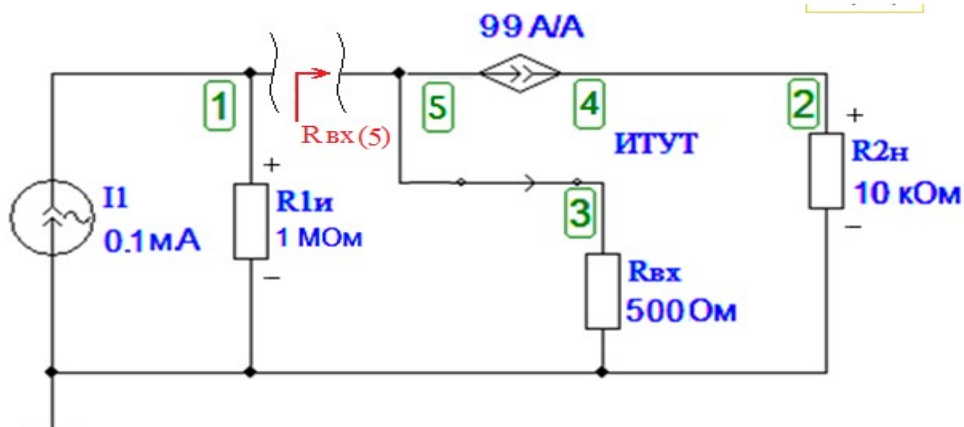 99 A/A
1
5
4
2
Rвх(5)
ИТУТ
+
R2н
10 кОм
−
I1
0.1мА
+
R1и
1 МОм
−
3
Rвх
500 Ом